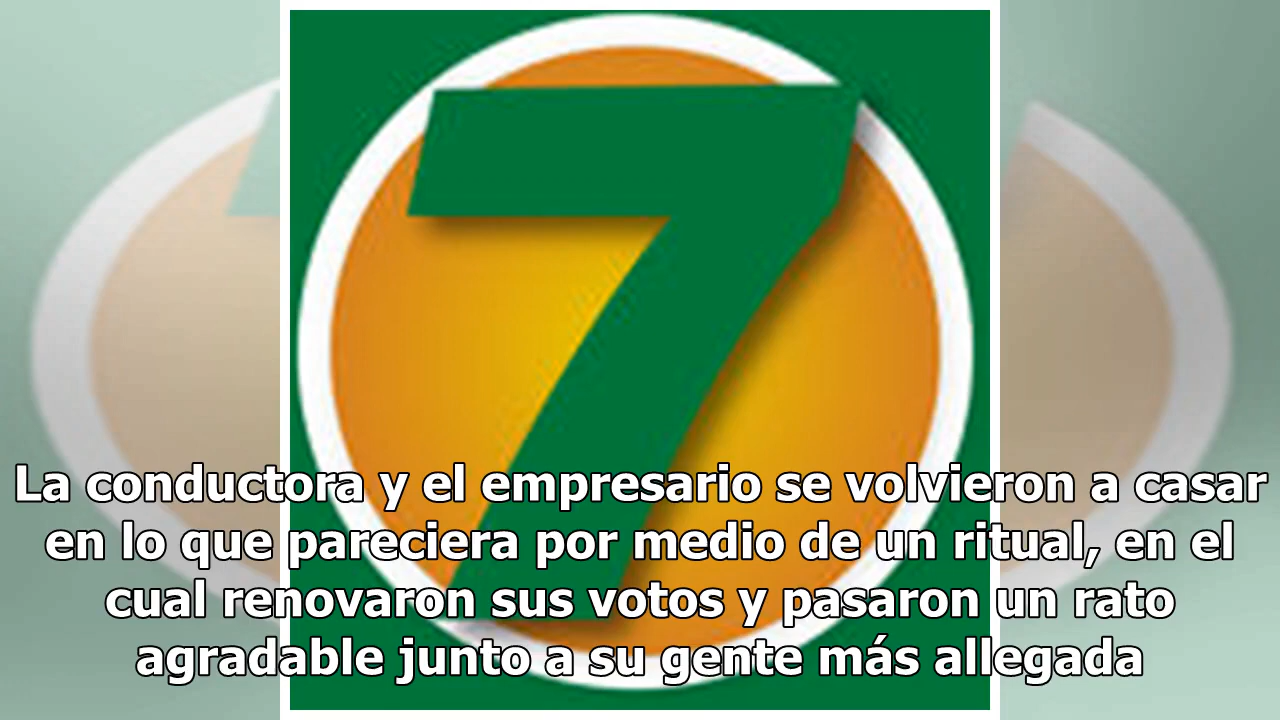 7
La conductora y el empresario se volvieron a casar
en lo que pareciera por medio de un ritual, en el
cual renovaron sus votos y pasaron un rato
agradable junto a su gente más allegada